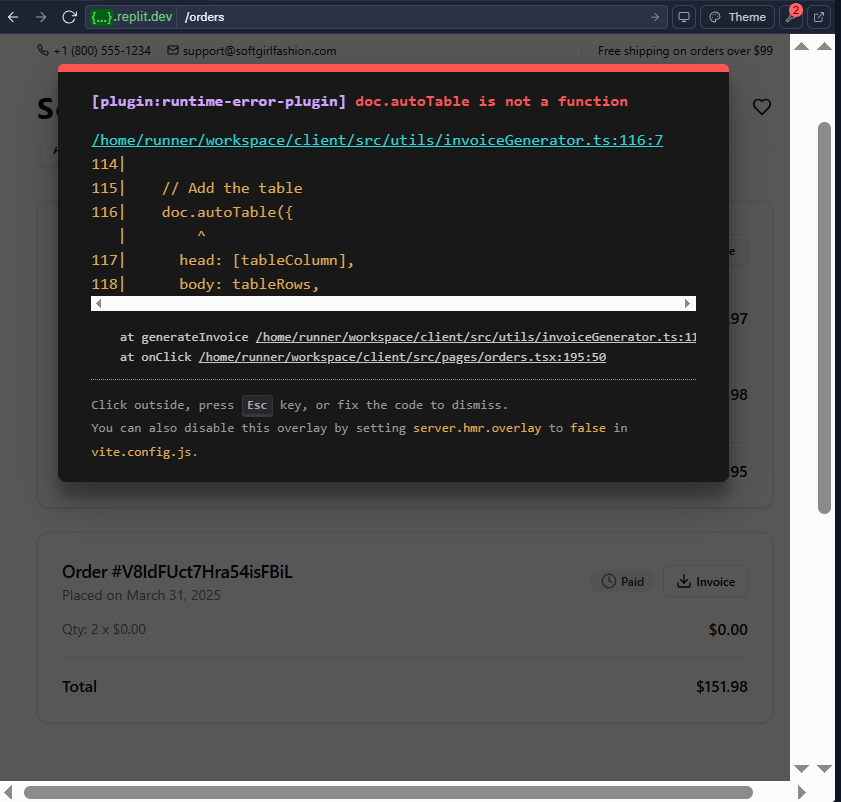 {...}.replit.dev /orders Theme 2
+1 (800) 555-1234 support@softgirlfashion.com Free shipping on orders over $99
[plugin:runtime-error-plugin] doc.autoTable is not a function
/home/runner/workspace/client/src/utils/invoiceGenerator.ts:116:7
114|
115|    // Add the table
116|    doc.autoTable({
   |        ^
117|      head: [tableColumn],
118|      body: tableRows,
at generateInvoice /home/runner/workspace/client/src/utils/invoiceGenerator.ts:11
at onClick /home/runner/workspace/client/src/pages/orders.tsx:195:50
Click outside, press Esc key, or fix the code to dismiss.
You can also disable this overlay by setting server.hmr.overlay to false in
vite.config.js.
.97
.98
.95
Order #V8IdFUct7Hra54isFBiL
Paid Invoice
Placed on March 31, 2025
Qty: 2 x $0.00 $0.00
Total $151.98